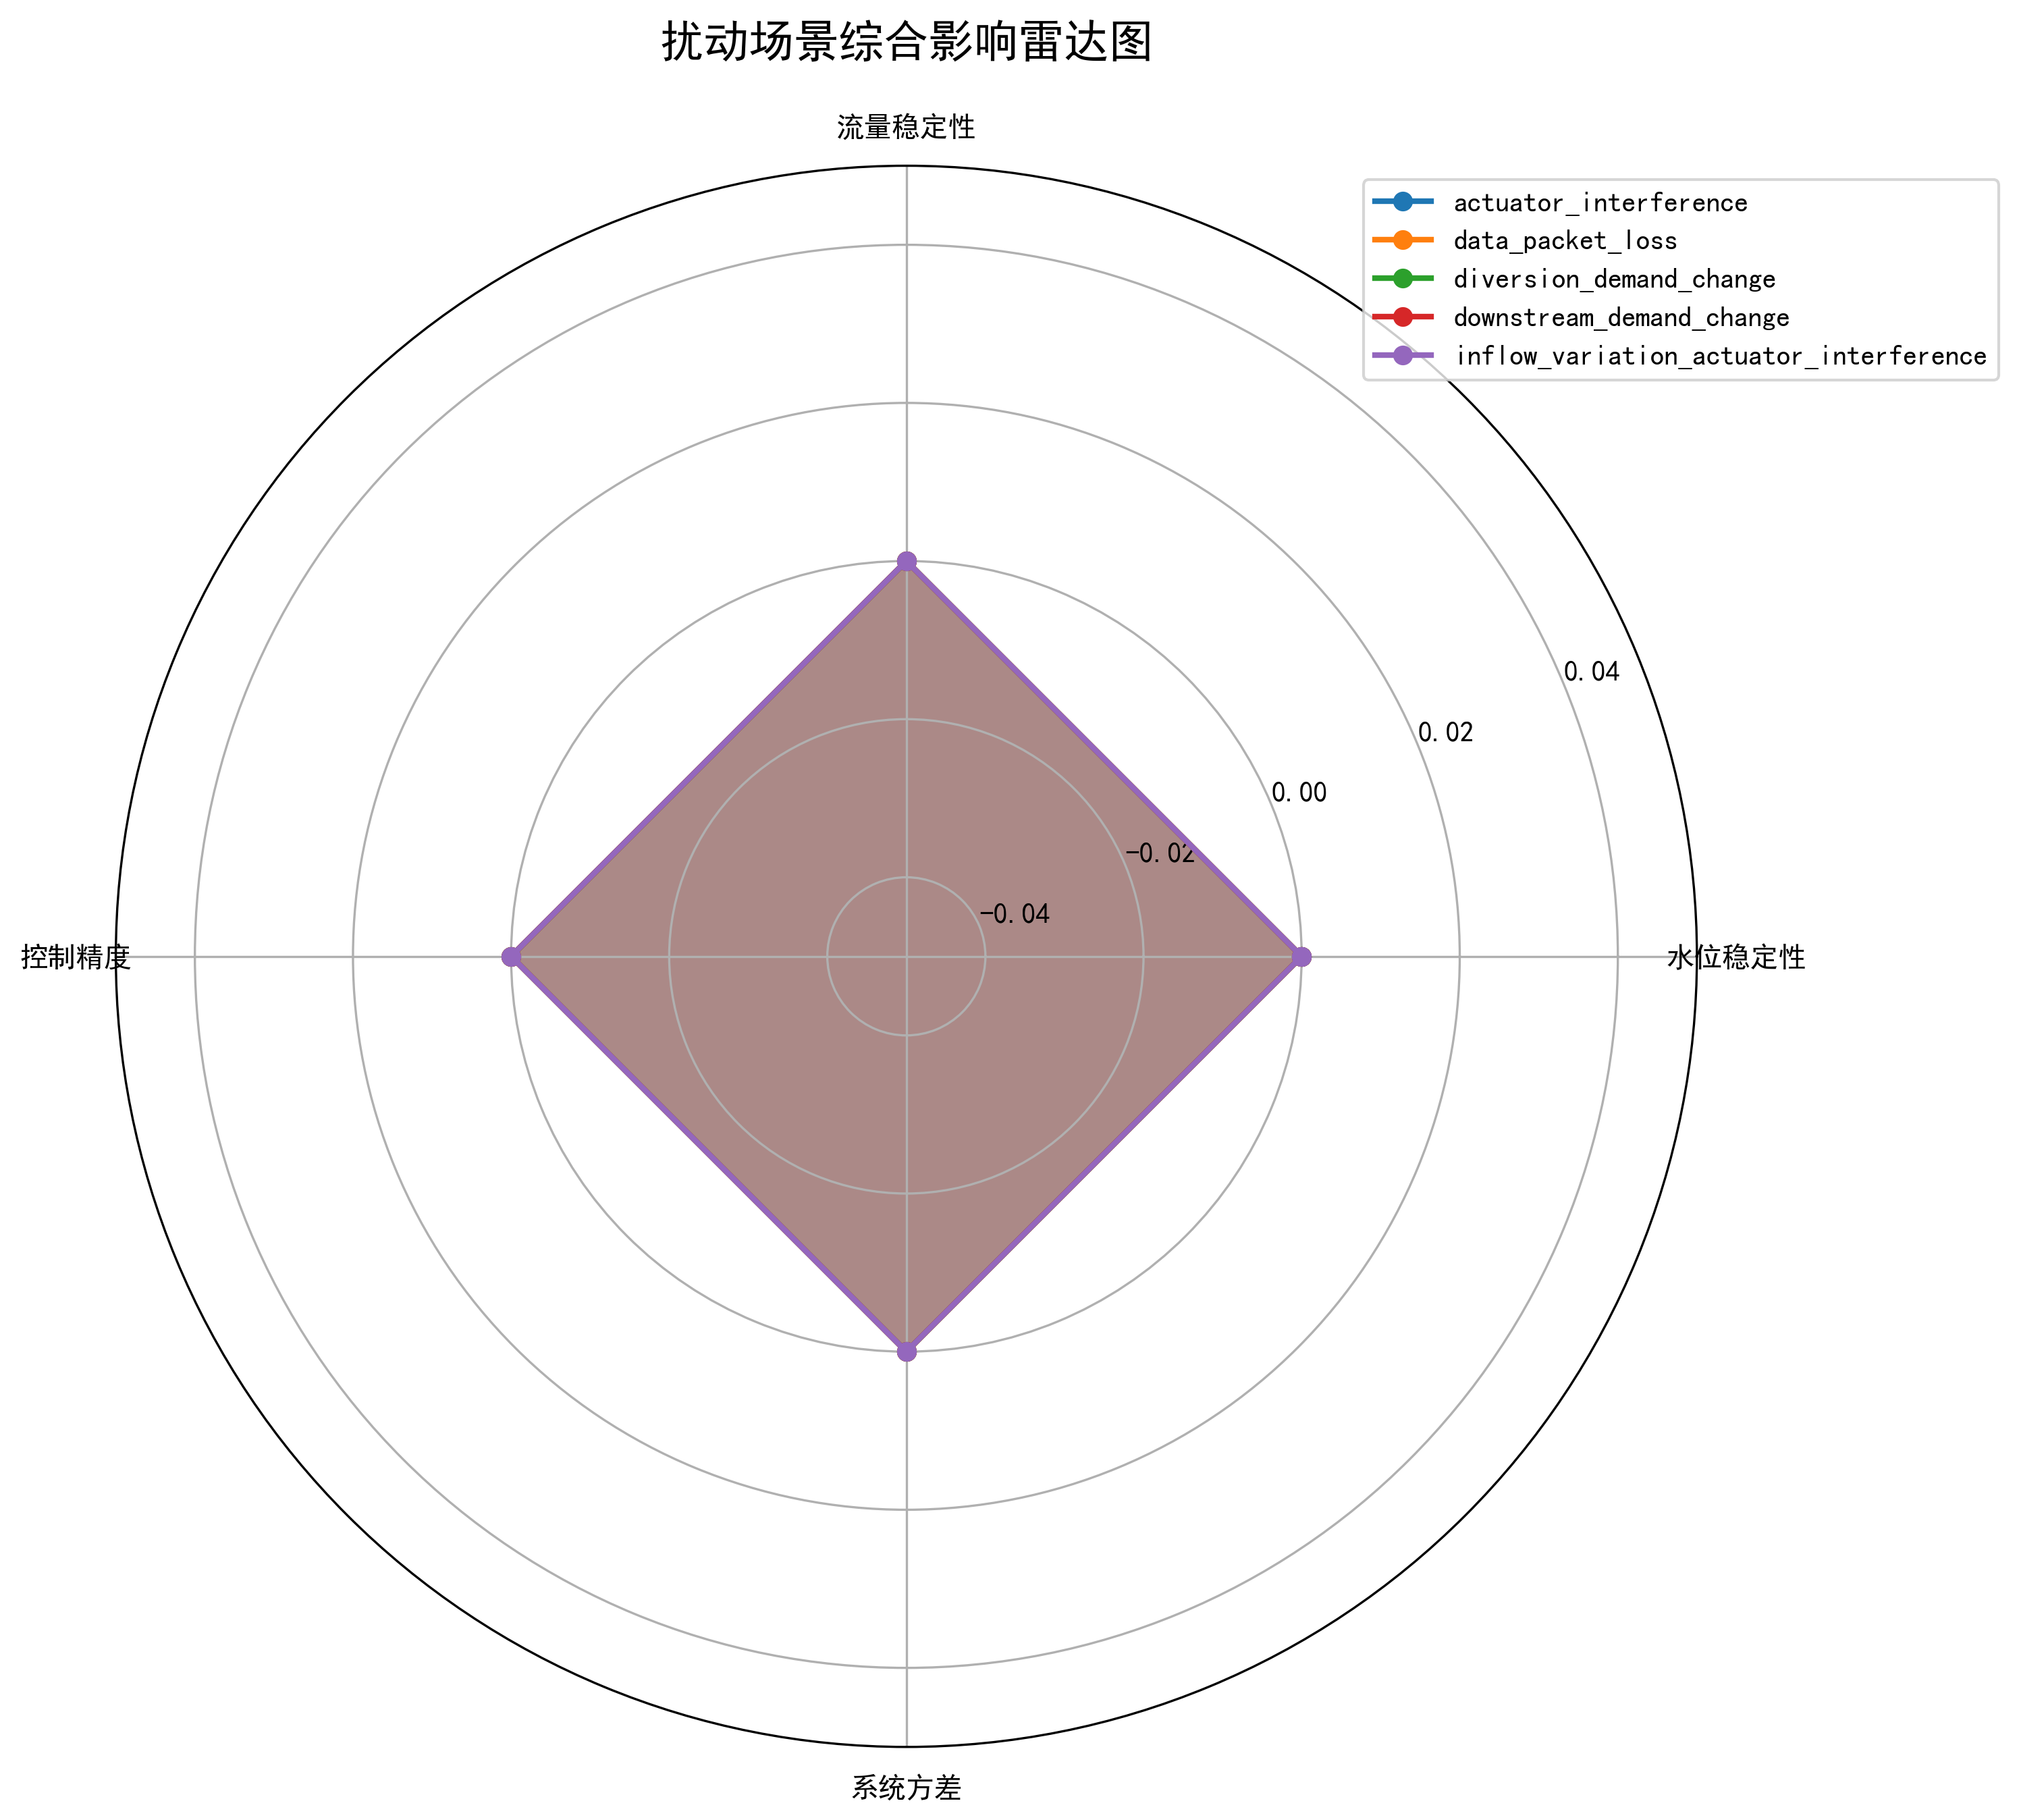 扰动场景综合影响雷达图
流量稳定性
actuator_interference
data_packet_loss
diversion_demand_change
downstream_demand_change
inflow_variation_actuator_interference
0.04
0.02
0.00
-0.02
-0.04
控制精度
水位稳定性
系统方差